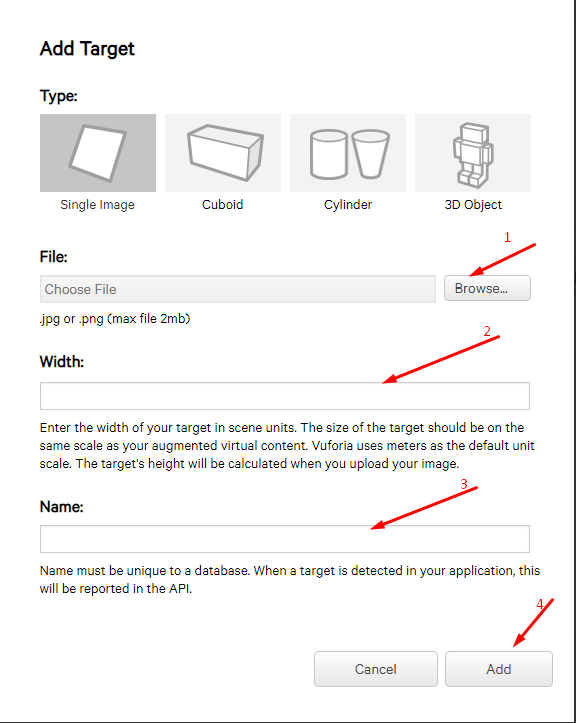 Add Target
Type:
Single Image
Cuboid
Cylinder
3D Object
1
File:
Choose File
Browse...
.jpg or .png (max file 2mb)
2
Width:
Enter the width of your target in scene units. The size of the target should be on the
same scale as your augmented virtual content. Vuforia uses meters as the default unit
scale. The target's height will be calculated when you upload your image.
3
Name:
Name must be unique to a database. When a target is detected in your application, this
will be reported in the API.
4
Cancel
Add